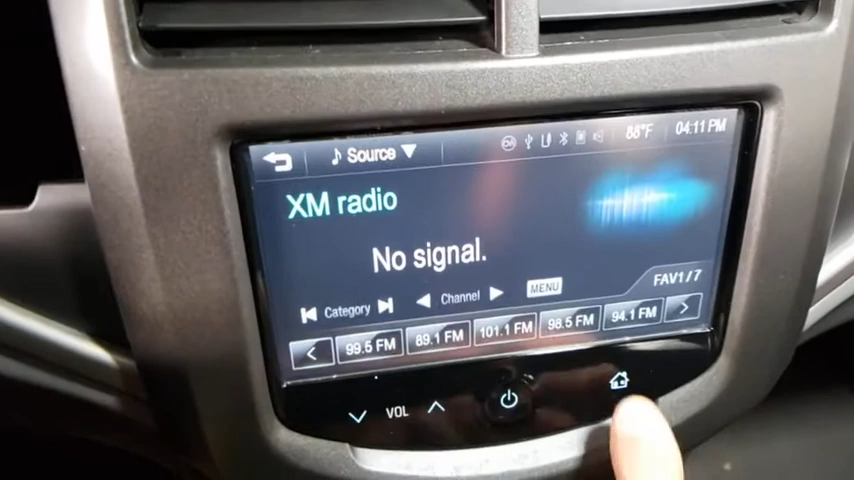 Source 88°F 04:11 PM
XM radio
No signal.
Category Channel MENU FAV1/7
99.5 FM 89.1 FM 101.1 FM 98.5 FM 94.1 FM
VOL